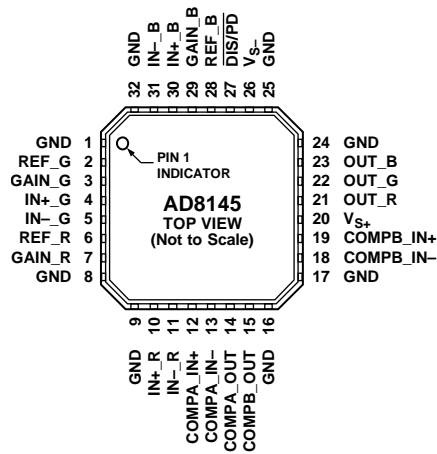 GND
IN–_B
IN+_B
GAIN_B
REF_B
DIS/PD
VS–
GND
32 31 30 29 28 27 26 25
GND 1
REF_G 2
GAIN_G 3
IN+_G 4
IN–_G 5
REF_R 6
GAIN_R 7
GND 8
PIN 1
INDICATOR
AD8145
TOP VIEW
(Not to Scale)
24 GND
23 OUT_B
22 OUT_G
21 OUT_R
20 VS+
19 COMPB_IN+
18 COMPB_IN–
17 GND
9 10 11 12 13 14 15 16
GND
IN+_R
IN–_R
COMPA_IN+
COMPA_IN–
COMPA_OUT
COMPB_OUT
GND